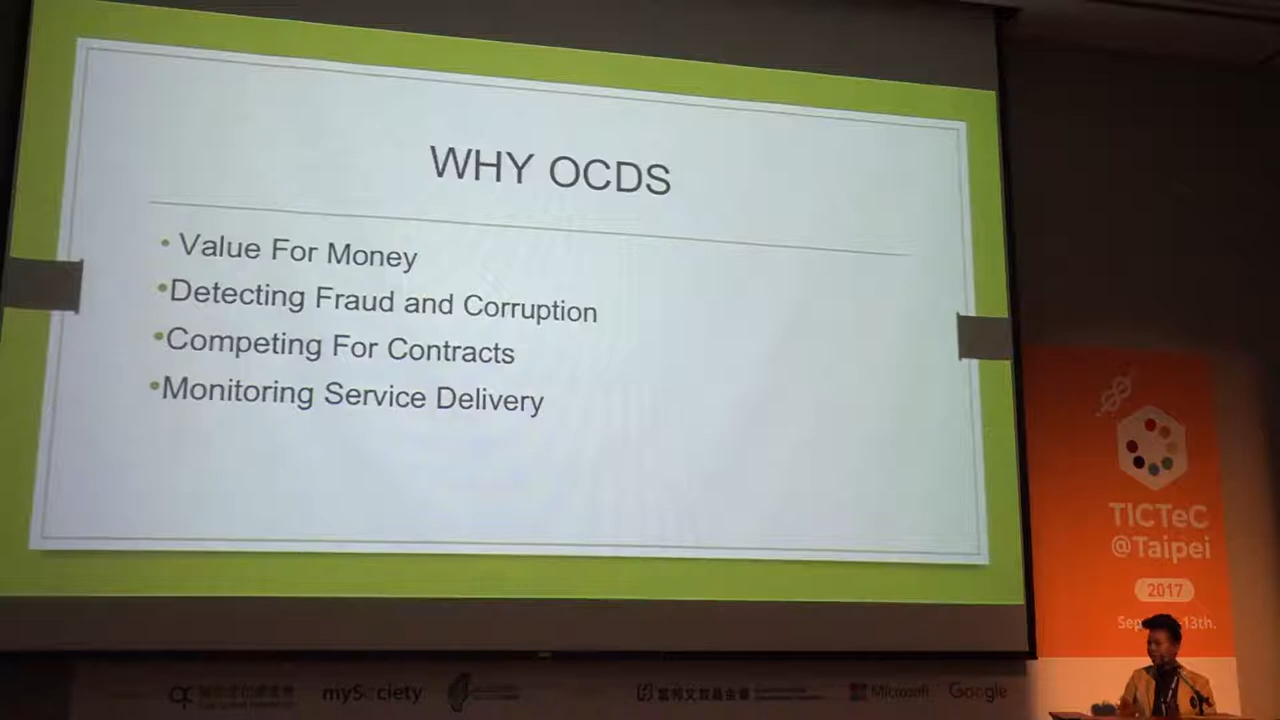 WHY OCDS
• Value For Money
•Detecting Fraud and Corruption
•Competing For Contracts
•Monitoring Service Delivery
TICTeC
@Taipei
2017
13th.
mySociety
Microsoft
Google